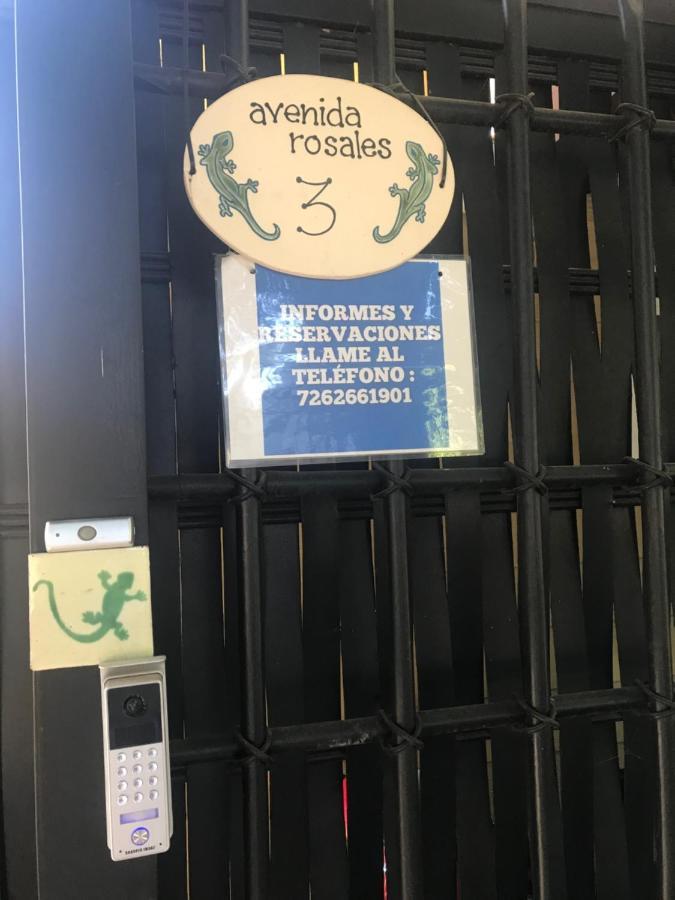 avenida
rosales
3
INFORMES Y
RESERVACIONES
LLAME AL
TELÉFONO :
7262661901